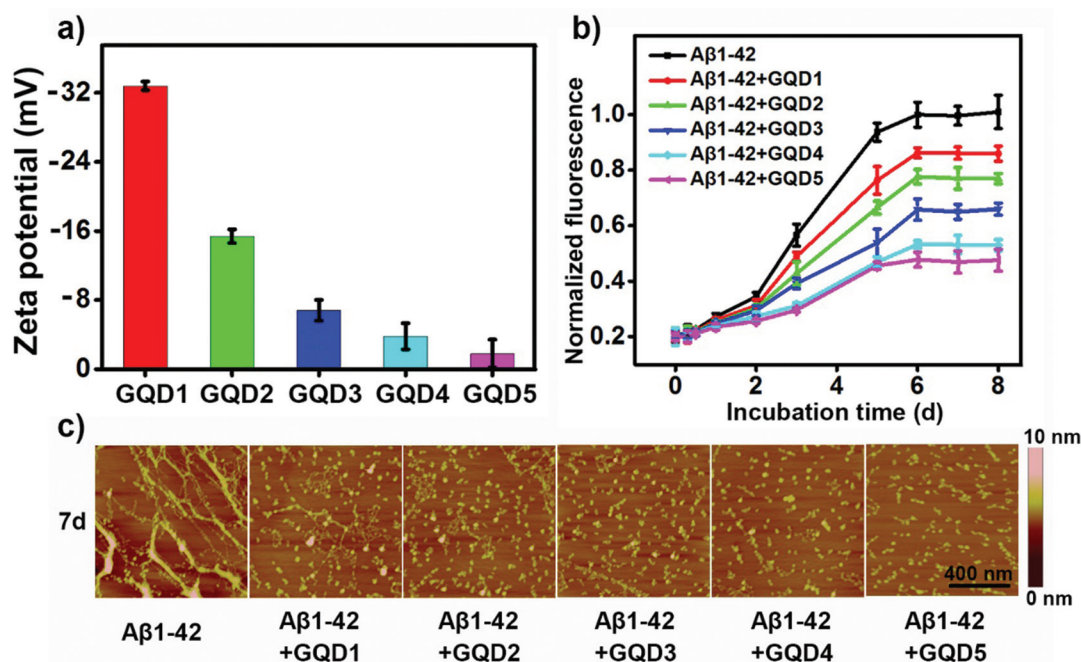 a)
Zeta potential (mV)
-32
-24
-16
-8
0
GQD1 GQD2 GQD3 GQD4 GQD5
b)
Normalized fluorescence
1.0
0.8
0.6
0.4
0.2
Aβ1-42
Aβ1-42+GQD1
Aβ1-42+GQD2
Aβ1-42+GQD3
Aβ1-42+GQD4
Aβ1-42+GQD5
0 2 4 6 8
Incubation time (d)
c)
7d
10 nm
400 nm
0 nm
Aβ1-42
Aβ1-42
+GQD1
Aβ1-42
+GQD2
Aβ1-42
+GQD3
Aβ1-42
+GQD4
Aβ1-42
+GQD5